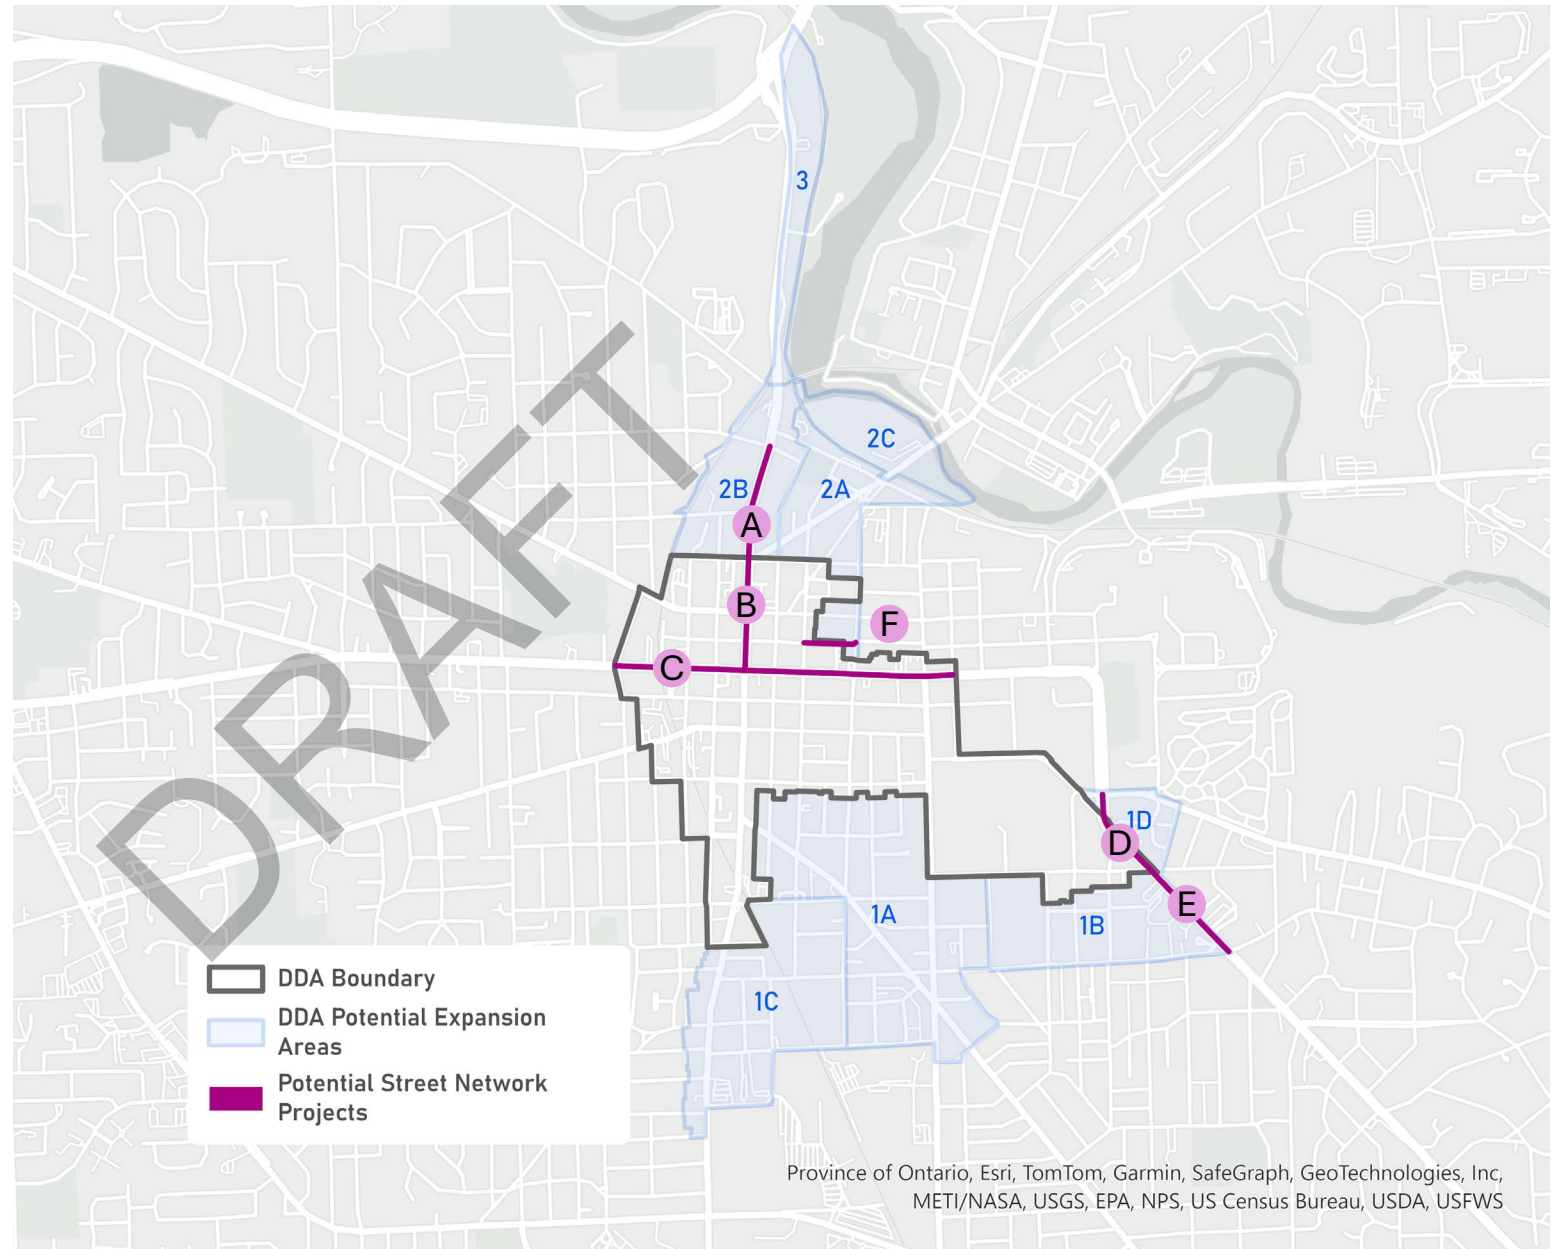 3
2C
2B
2A
A
B
F
C
1D
D
E
1A
1B
1C
DRAFT
DDA Boundary
DDA Potential Expansion
Areas
Potential Street Network
Projects
Province of Ontario, Esri, TomTom, Garmin, SafeGraph, GeoTechnologies, Inc,
METI/NASA, USGS, EPA, NPS, US Census Bureau, USDA, USFWS